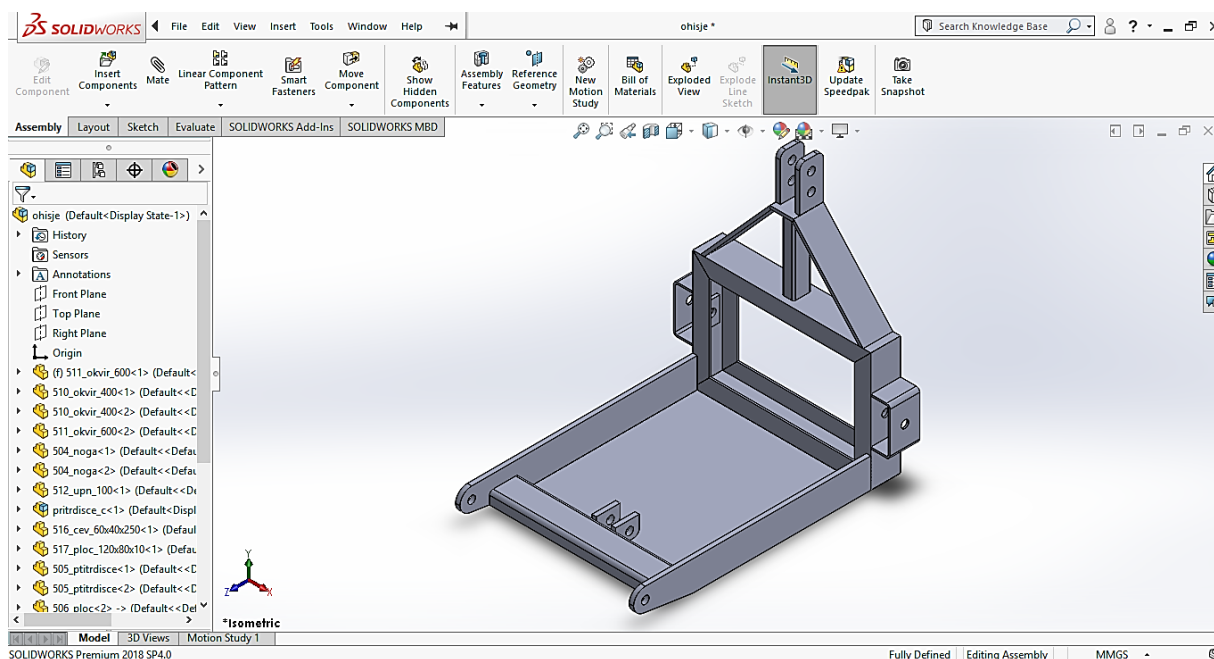 SOLIDWORKS File Edit View Insert Tools Window Help ohisje * Search Knowledge Base ?
Edit Component
Insert Components
Mate
Linear Component Pattern
Smart Fasteners
Move Component
Show Hidden Components
Assembly Features
Reference Geometry
New Motion Study
Bill of Materials
Exploded View
Explode Line Sketch
Instant3D
Update Speedpak
Take Snapshot
Assembly Layout Sketch Evaluate SOLIDWORKS Add-Ins SOLIDWORKS MBD
ohisje (Default<Display State-1>)
History
Sensors
Annotations
Front Plane
Top Plane
Right Plane
Origin
(f) 511_okvir_600<1> (Default<
510_okvir_400<1> (Default<<D
510_okvir_400<2> (Default<<D
511_okvir_600<2> (Default<<D
504_noga<1> (Default<<Defau
504_noga<2> (Default<<Defau
512_upn_100<1> (Default<<De
pritrdisce_c<1> (Default<Displ
516_cev_60x40x250<1> (Defaul
517_ploc_120x80x10<1> (Defau
505_ptitrdisce<1> (Default<<D
505_ptitrdisce<2> (Default<<D
506_ploc<2> -> (Default<<Def
Y
Z X
*Isometric
Model 3D Views Motion Study 1
SOLIDWORKS Premium 2018 SP4.0 Fully Defined Editing Assembly MMGS